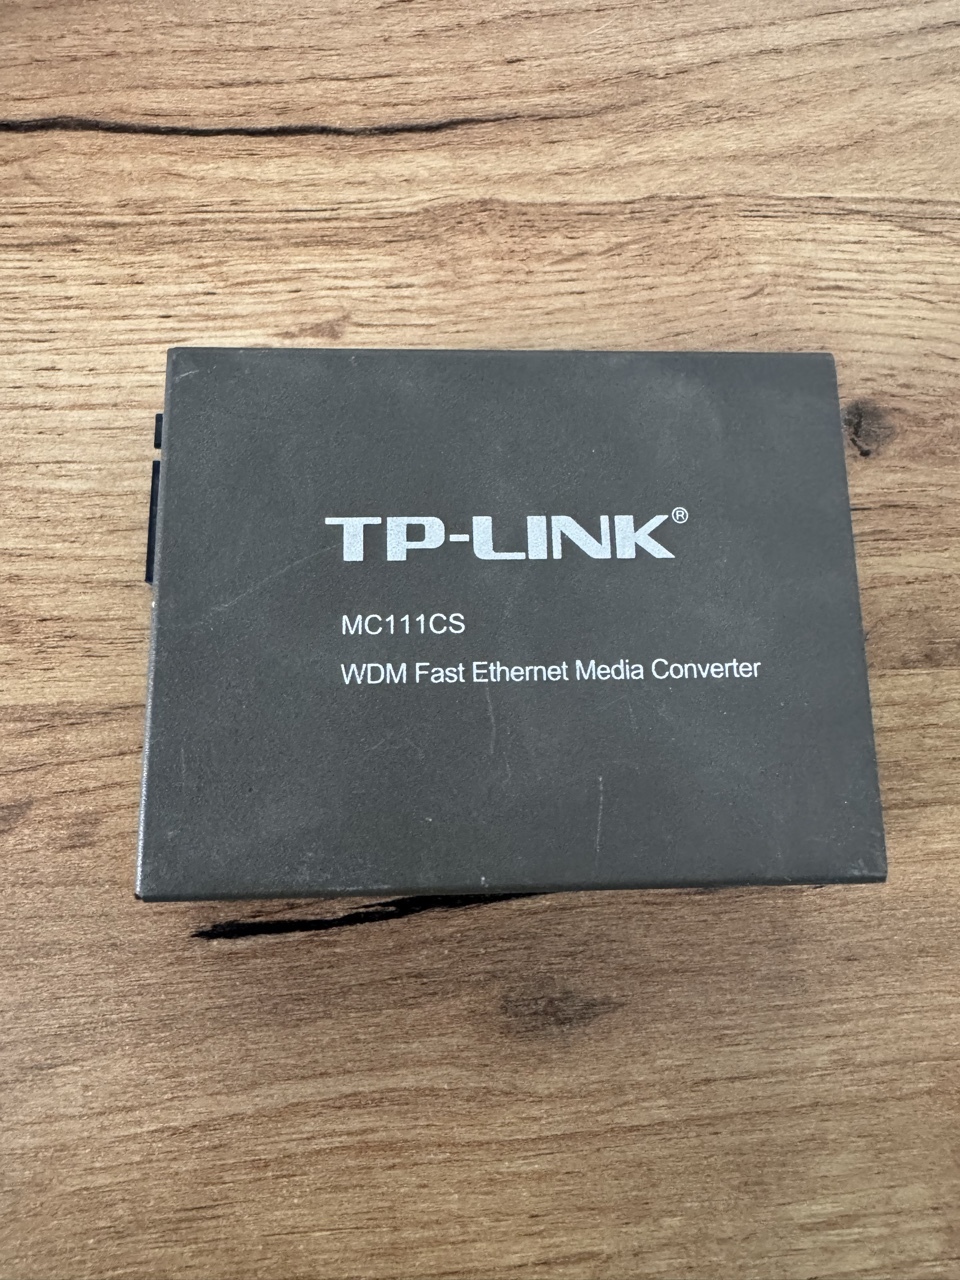 TP-LINK®
MC111CS
WDM Fast Ethernet Media Converter